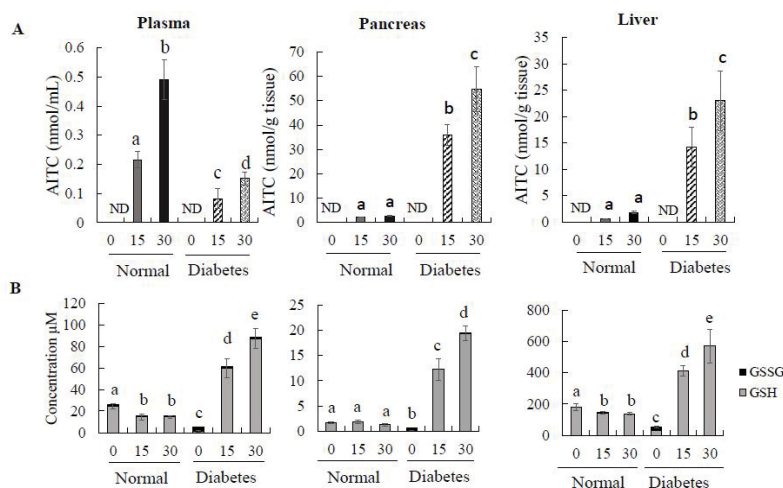 Plasma
Pancreas
Liver
A
AITC (nmol/mL)
0.6
0.5
0.4
0.3
0.2
0.1
0
ND
a
b
ND
c
d
0 15 30 0 15 30
Normal Diabetes
AITC (nmol/g tissue)
70
60
50
40
30
20
10
0
ND
a
a
ND
b
c
0 15 30 0 15 30
Normal Diabetes
AITC (nmol/g tissue)
35
30
25
20
15
10
5
0
ND
a
a
ND
b
c
0 15 30 0 15 30
Normal Diabetes
B
Concentration µM
120
100
80
60
40
20
0
a
b
b
c
d
e
0 15 30 0 15 30
Normal Diabetes
25
20
15
10
5
0
a
a
a
b
c
d
0 15 30 0 15 30
Normal Diabetes
800
600
400
200
0
a
b
b
c
d
e
0 15 30 0 15 30
Normal Diabetes
GSSG
GSH